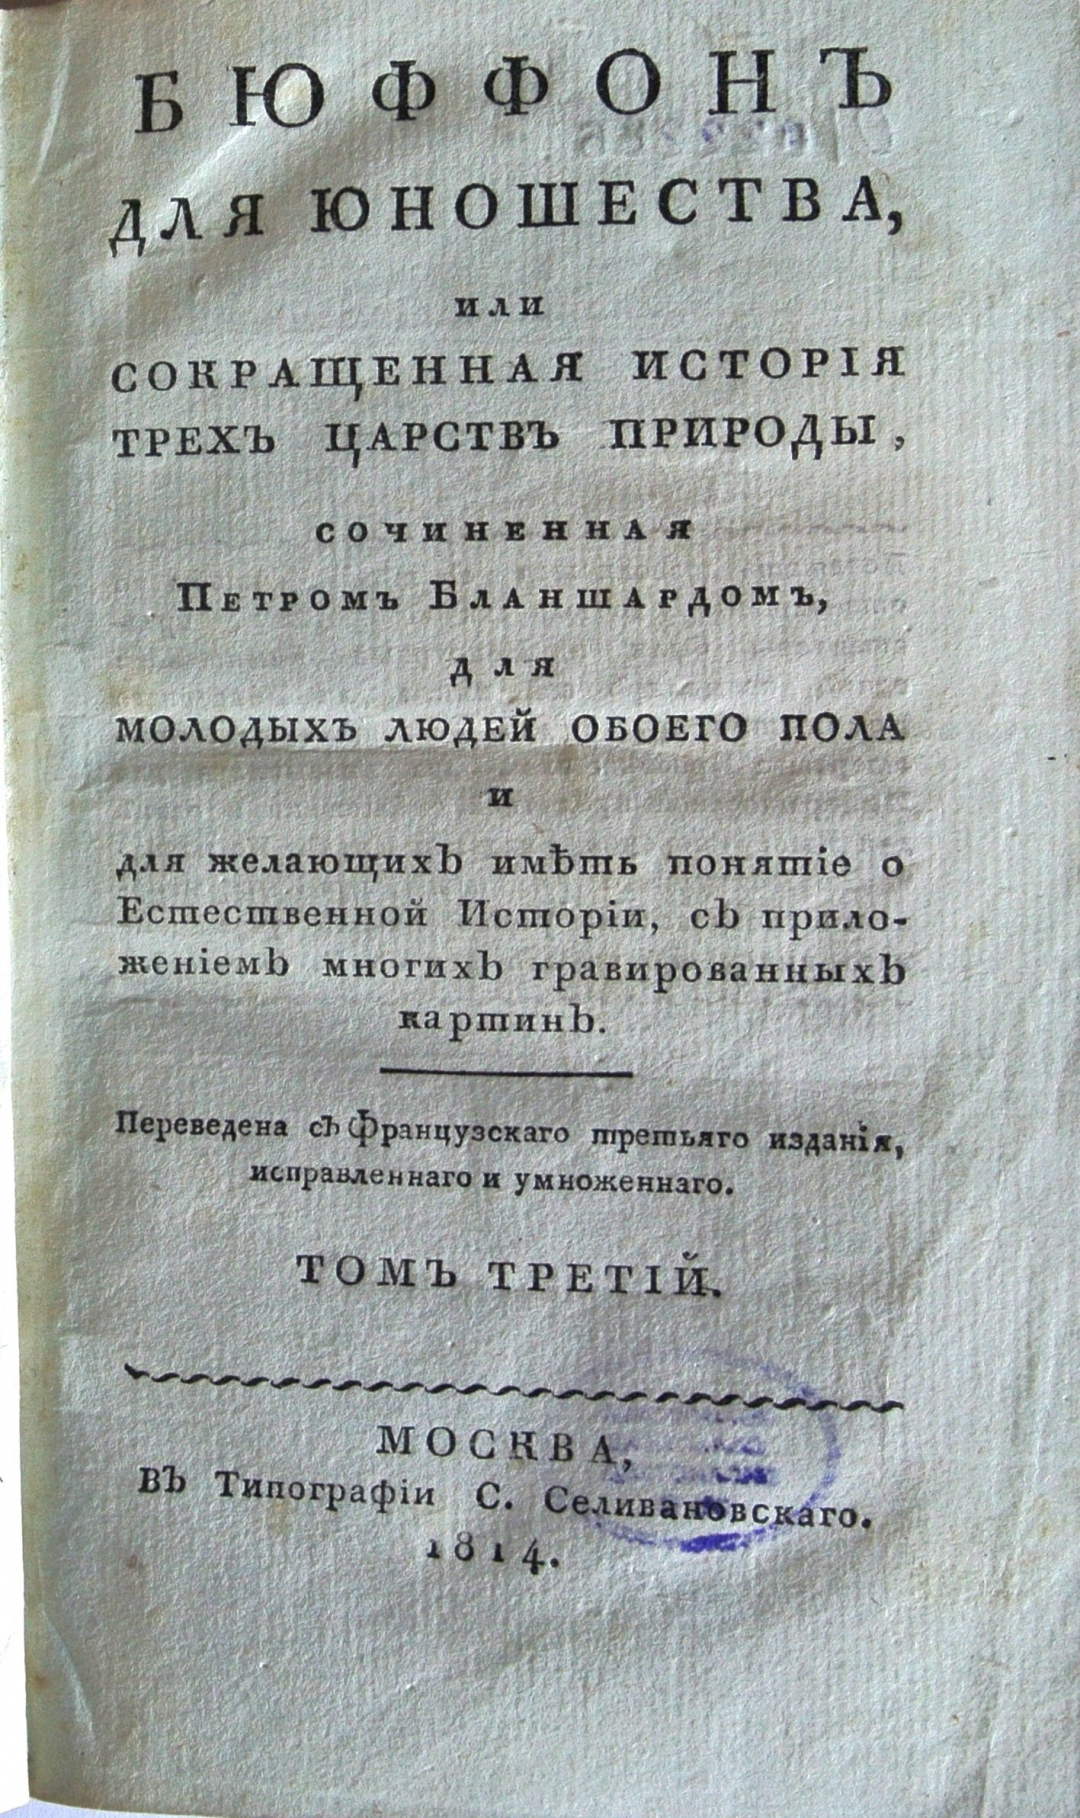 БЮФФОНЪ
ДЛЯ ЮНОШЕСТВА,
или
СОКРАЩЕННАЯ ИСТОРІЯ
ТРЕХЪ ЦАРСТВЪ ПРИРОДЫ,
сочиненная
Петромъ Бланшардомъ,
для
МОЛОДЫХЪ ЛЮДЕЙ ОБОЕГО ПОЛА
и
для желающихъ имѣть понятіе о
Естественной Исторіи, съ прило-
женіемъ многихъ гравированныхъ
картинъ.
Переведена съ Французскаго третьяго изданія,
исправленнаго и умноженнаго.
ТОМЪ ТРЕТІЙ.
МОСКВА,
въ Типографіи С. Селивановскаго.
1814.